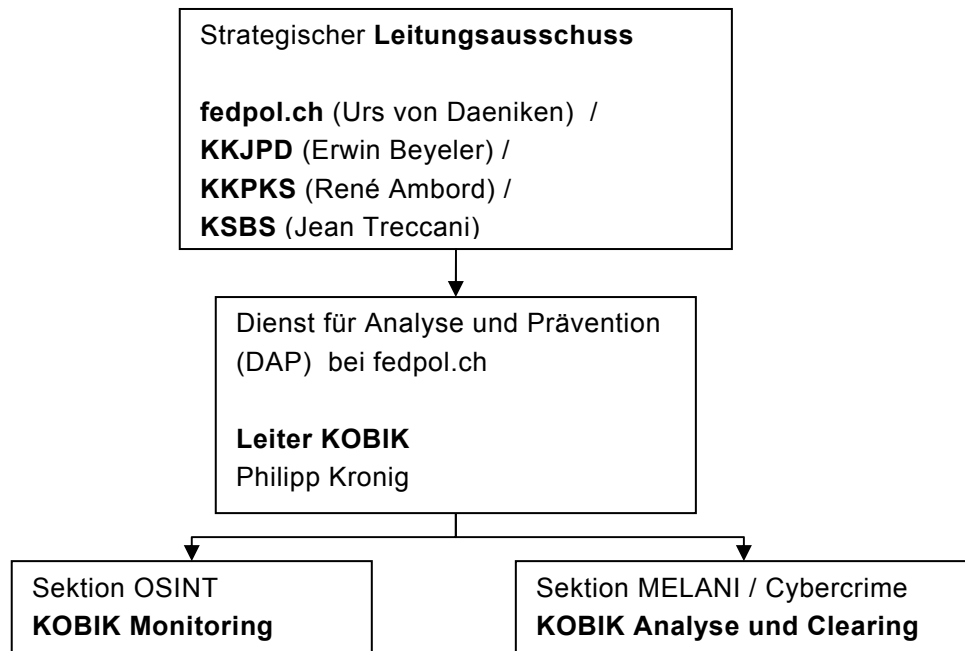 Strategischer Leitungsausschuss
fedpol.ch (Urs von Daeniken) /
KKJPD (Erwin Beyeler) /
KKPKS (René Ambord) /
KSBS (Jean Treccani)
Dienst für Analyse und Prävention
(DAP) bei fedpol.ch
Leiter KOBIK
Philipp Kronig
Sektion OSINT
KOBIK Monitoring
Sektion MELANI / Cybercrime
KOBIK Analyse und Clearing